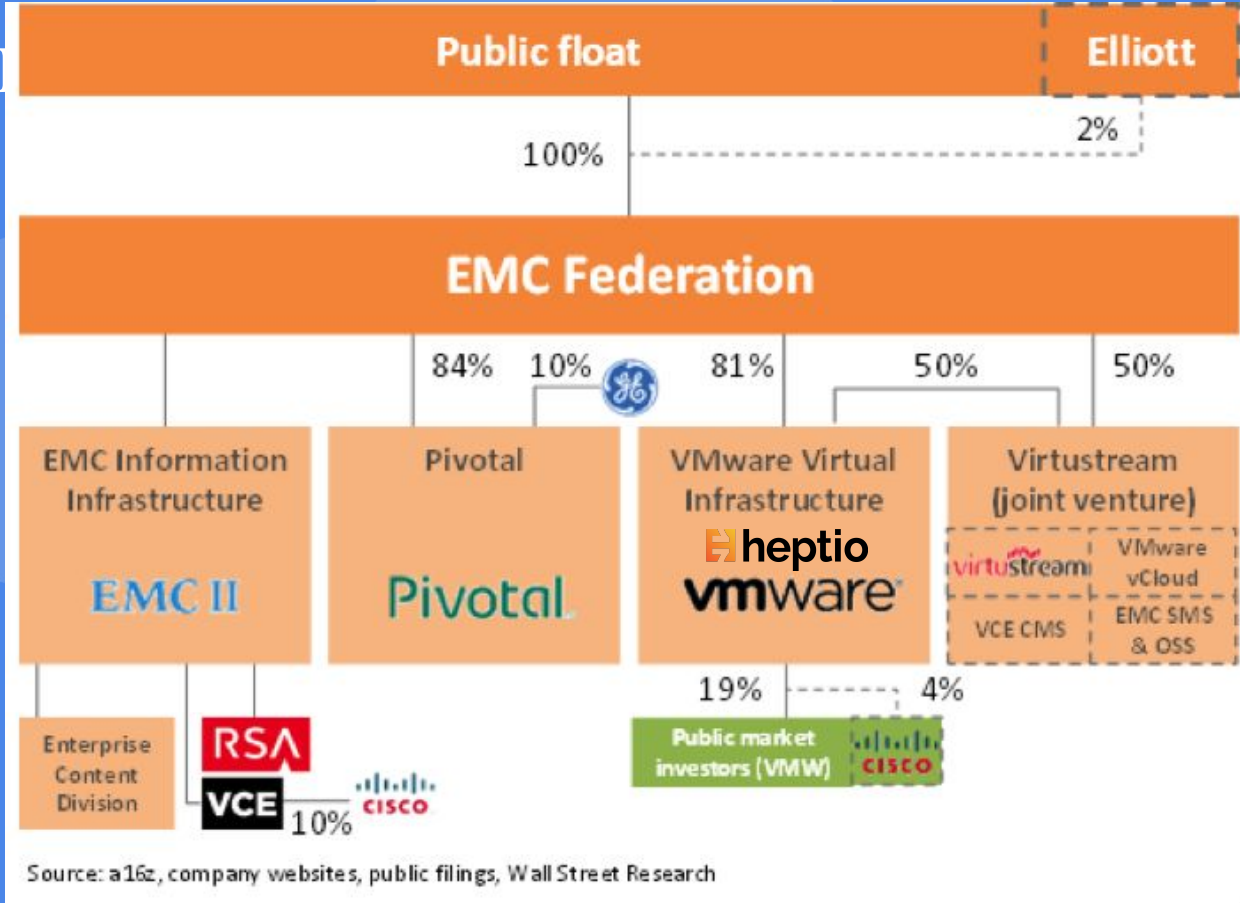 Public float
Elliott
2%
100%
EMC Federation
84%
10%
81%
50%
50%
EMC Information
Infrastructure
EMC II
Pivotal
Pivotal
VMware Virtual
Infrastructure
heptio
vmware
Virtustream
(joint venture)
virtustream
VMware
vCloud
VCE CMS
EMC SMS
& OSS
Enterprise
Content
Division
RSA
VCE
10%
CISCO
19%
4%
Public market
investors (VMW)
CISCO
Source: a16z, company websites, public filings, Wall Street Research